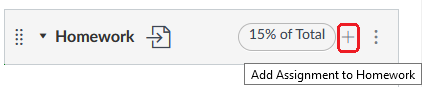 Homework 15% of Total +
Add Assignment to Homework